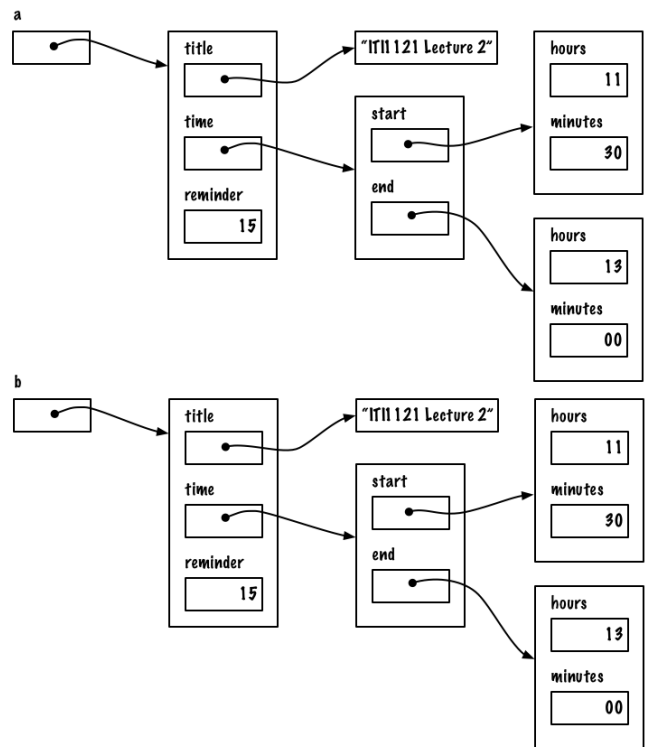 a
title
"ITI1121 Lecture 2"
hours
11
start
time
minutes
30
end
reminder
15
hours
13
minutes
00
b
title
"ITI1121 Lecture 2"
hours
11
start
time
minutes
30
end
reminder
15
hours
13
minutes
00